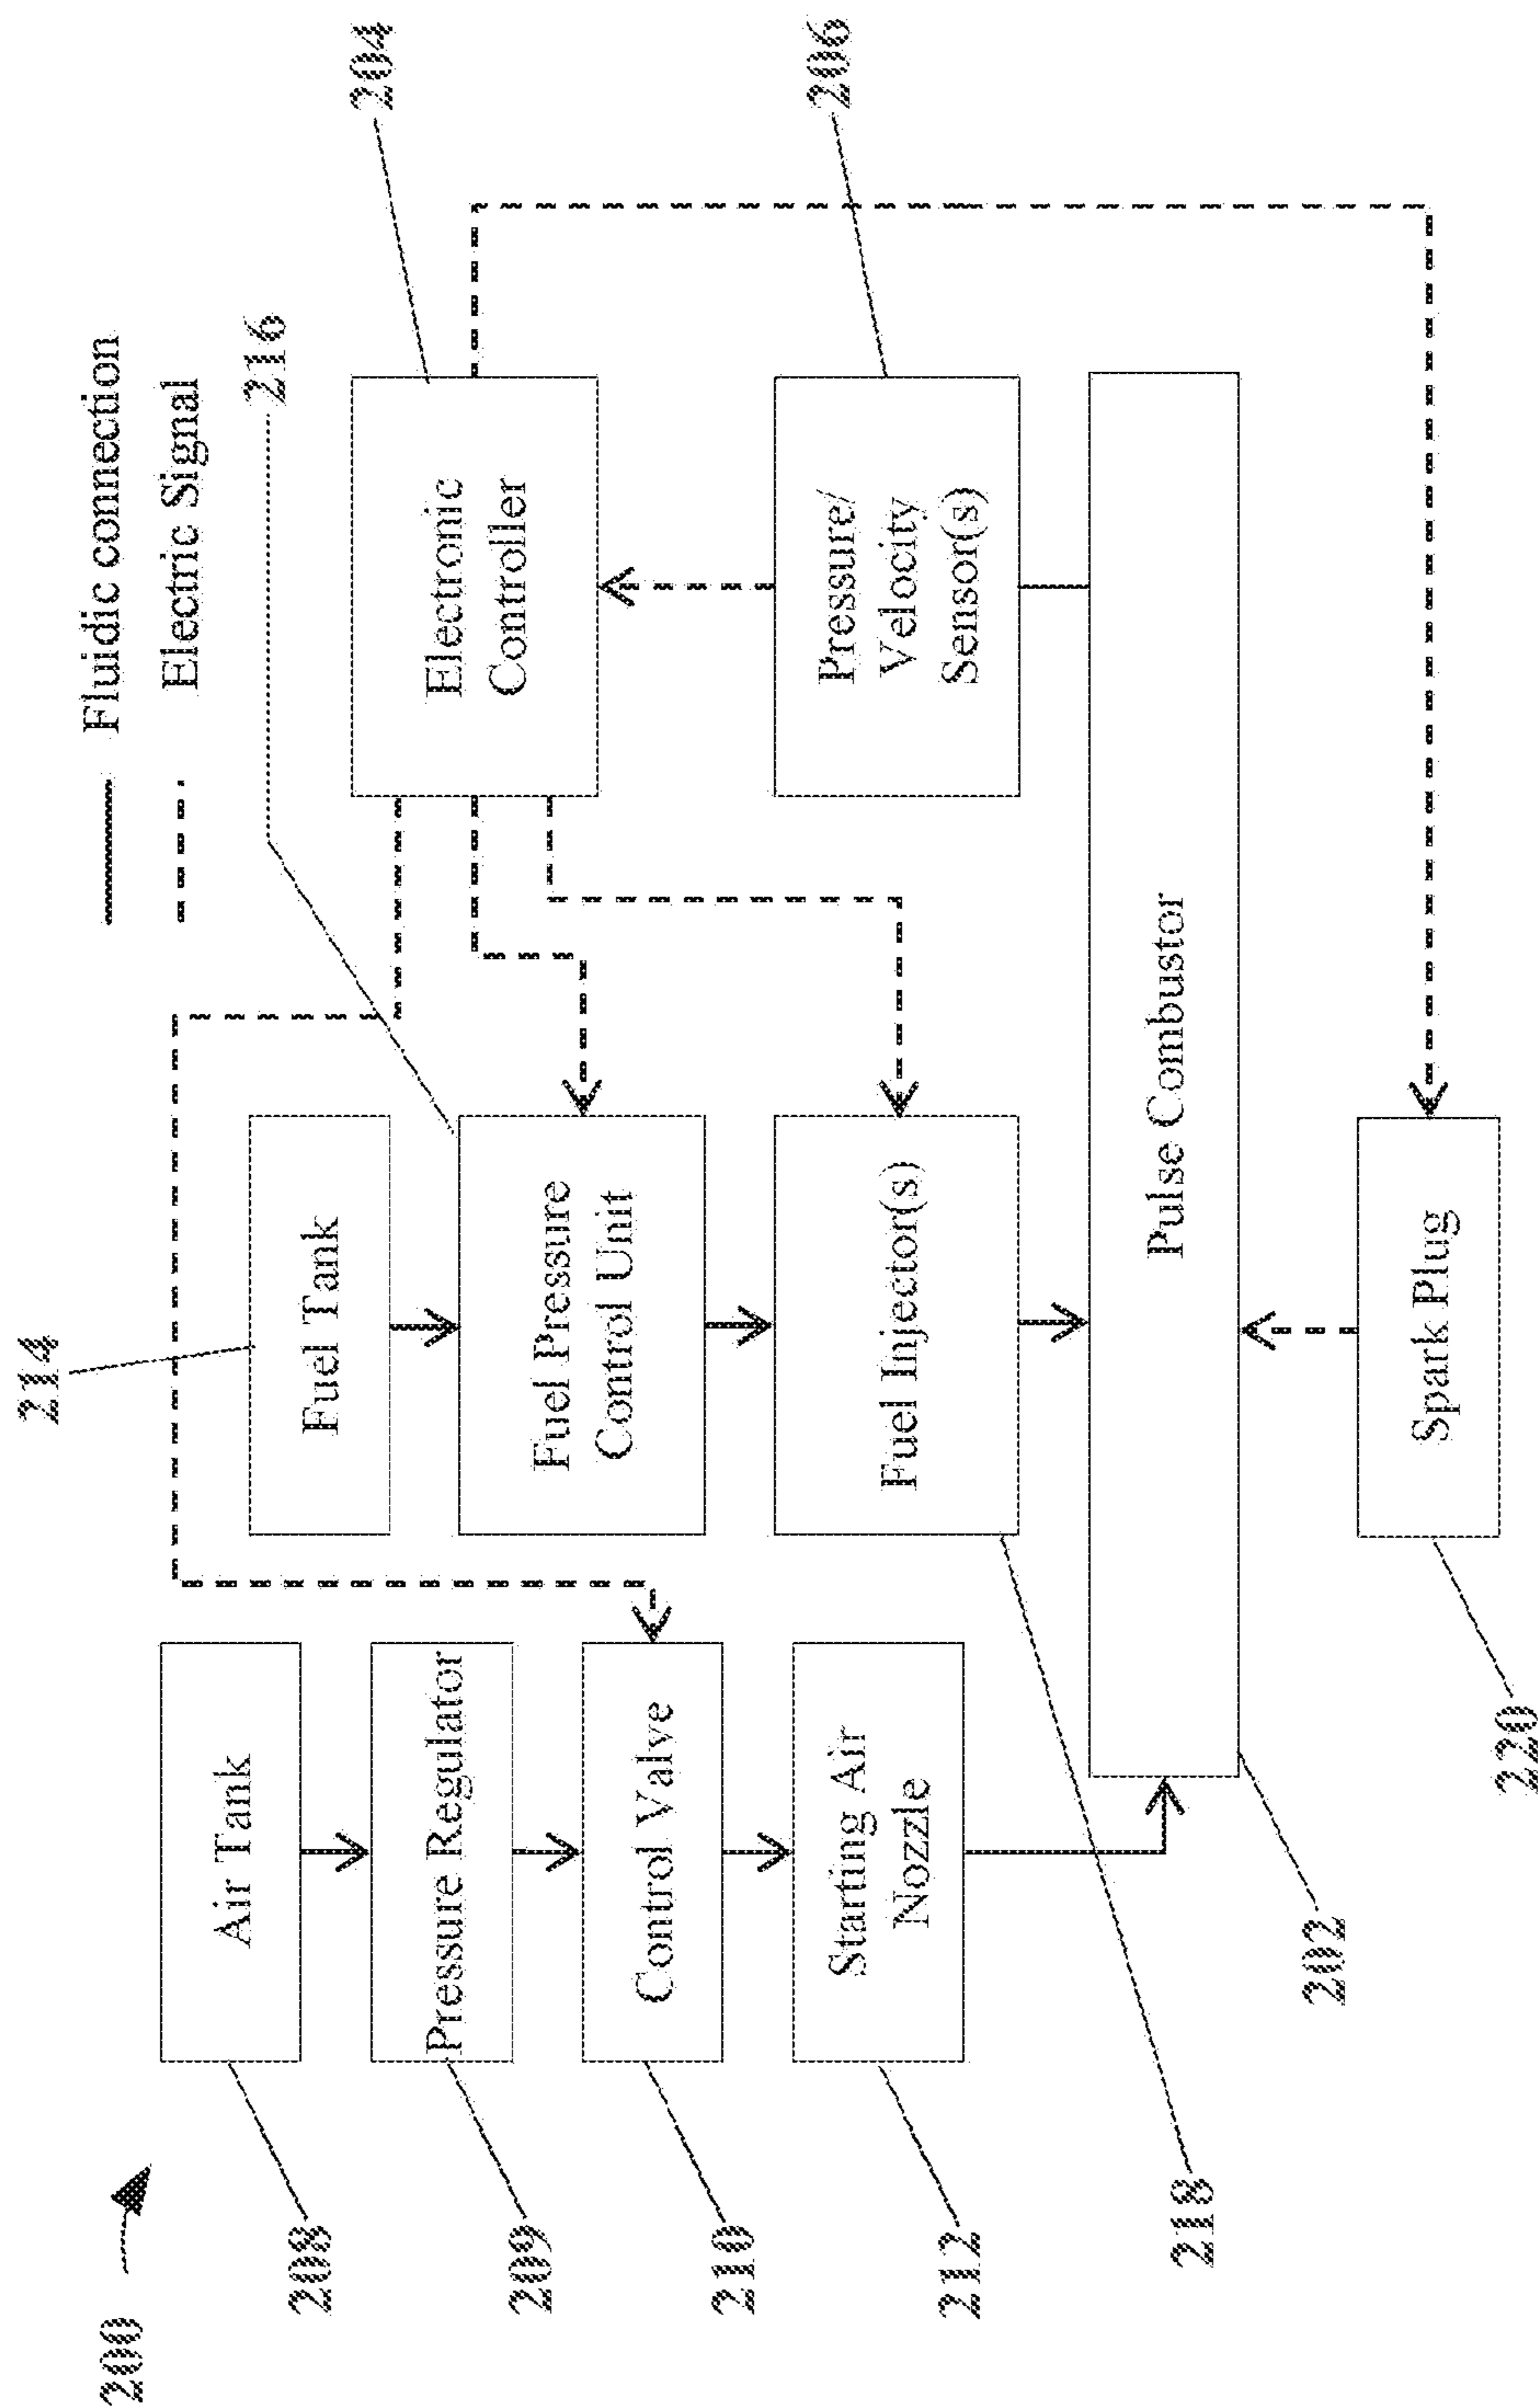 200
214
Fluidic connection
Electric Signal
216
204
206
208
Air Tank
209
Pressure Regulator
210
Control Valve
212
Starting Air
Nozzle
Fuel Tank
Fuel Pressure
Control Unit
Fuel Injector(s)
218
Electronic
Controller
Pressure/
Velocity
Sensor(s)
Pulse Combustor
202
Spark Plug
220